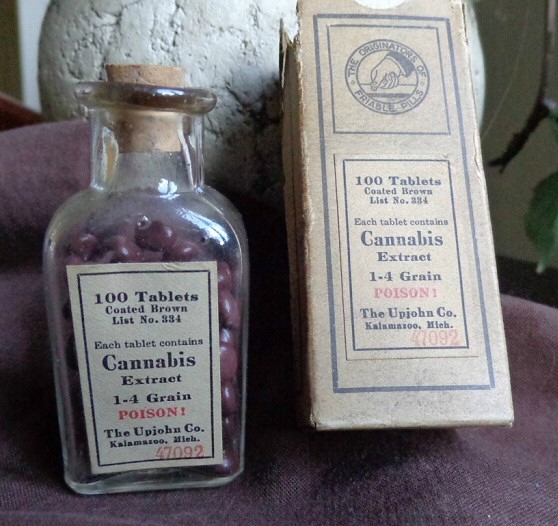 100 Tablets
Coated Brown
List No. 334
Each tablet contains
Cannabis
Extract
1-4 Grain
POISON!
The Upjohn Co.
Kalamazoo, Mich.
47092
THE ORIGINATORS OF
FRIABLE PILLS
100 Tablets
Coated Brown
List No. 334
Each tablet contains
Cannabis
Extract
1-4 Grain
POISON!
The Upjohn Co.
Kalamazoo, Mich.
47092